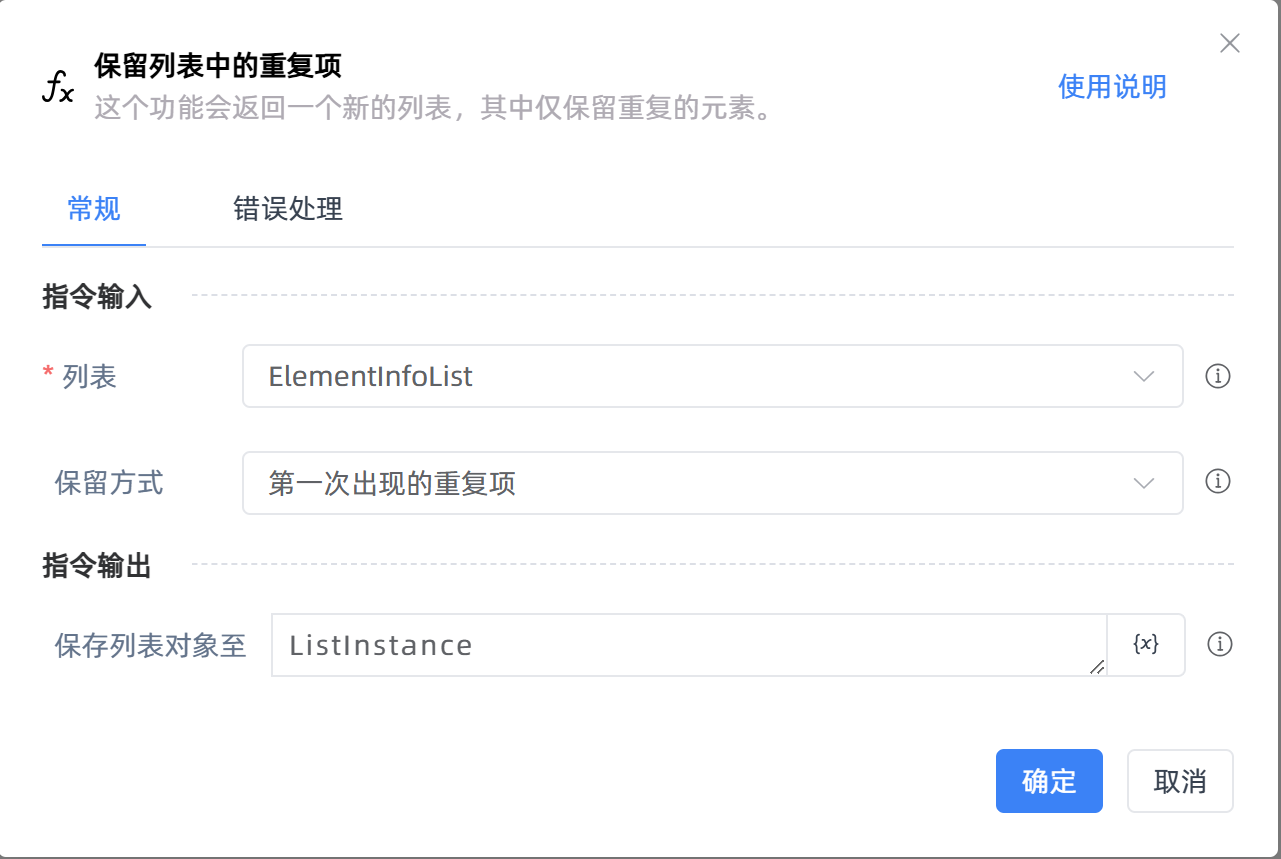 fx
保留列表中的重复项
这个功能会返回一个新的列表，其中仅保留重复的元素。
使用说明
常规
错误处理
指令输入
* 列表
ElementInfoList
保留方式
第一次出现的重复项
指令输出
保存列表对象至
ListInstance
{x}
确定
取消